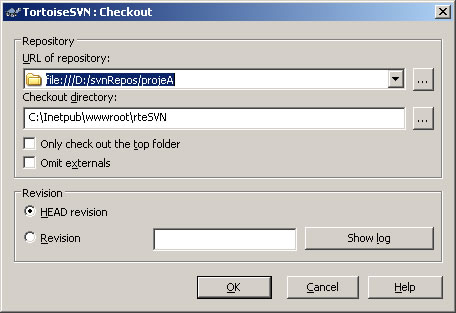 TortoiseSVN : Checkout
Repository
URL of repository:
file:///D:/svnRepos/projeA
...
Checkout directory:
C:\Inetpub\wwwroot\rteSVN
...
Only check out the top folder
Omit externals
Revision
HEAD revision
Revision
Show log
OK Cancel Help